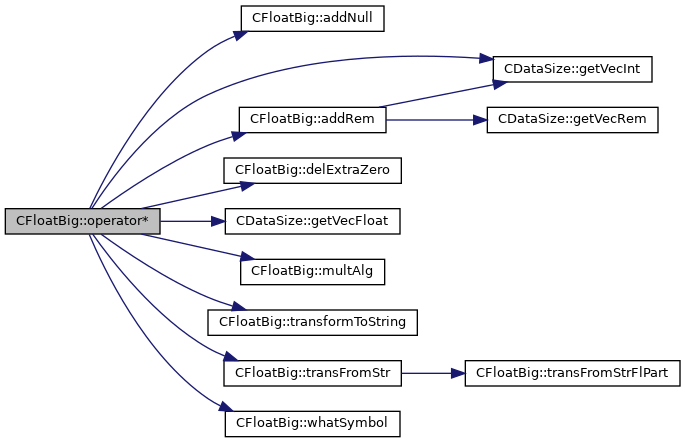 CFloatBig::addNull
CDataSize::getVecInt
CFloatBig::addRem
CDataSize::getVecRem
CFloatBig::delExtraZero
CFloatBig::operator*
CDataSize::getVecFloat
CFloatBig::multAlg
CFloatBig::transformToString
CFloatBig::transFromStr
CFloatBig::transFromStrFlPart
CFloatBig::whatSymbol